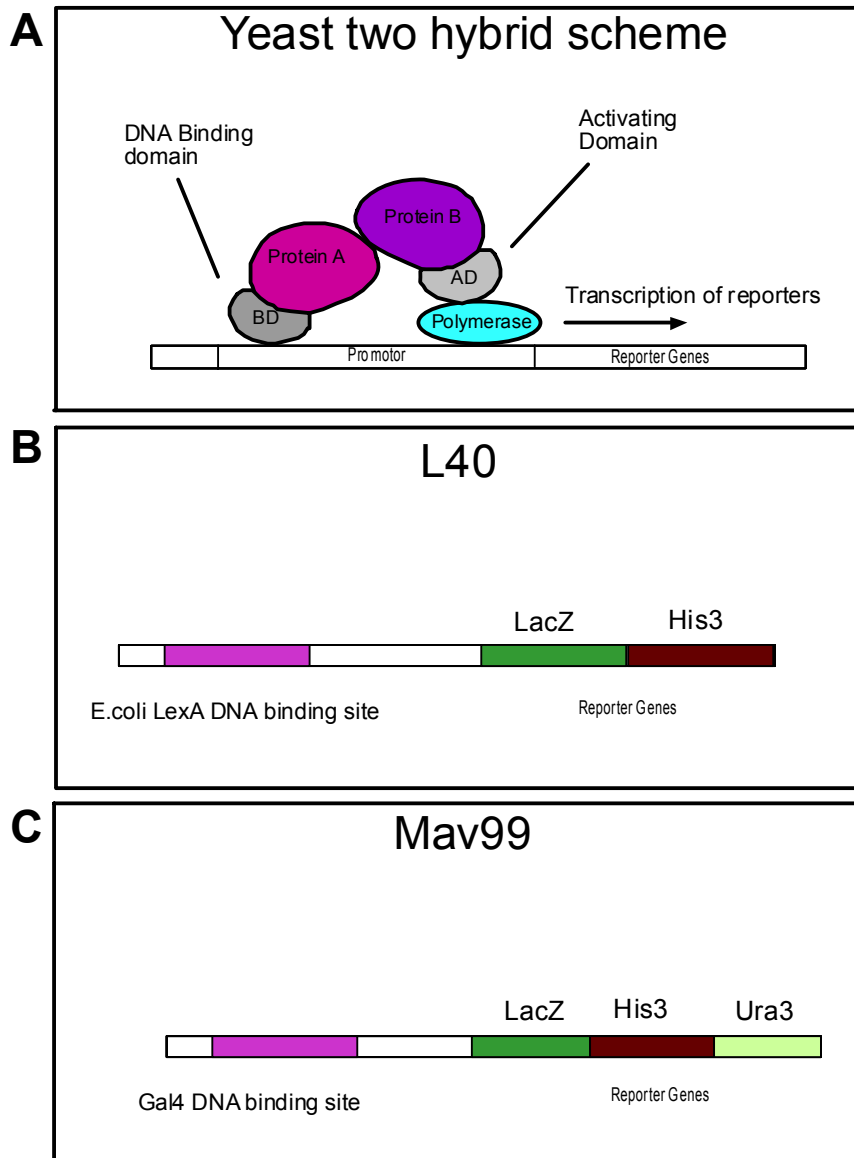 A
Yeast two hybrid scheme
DNA Binding
domain
Activating
Domain
Protein A
Protein B
BD
AD
Polymerase
Transcription of reporters
Promotor
Reporter Genes
B
L40
LacZ
His3
E.coli LexA DNA binding site
Reporter Genes
C
Mav99
LacZ
His3
Ura3
Gal4 DNA binding site
Reporter Genes